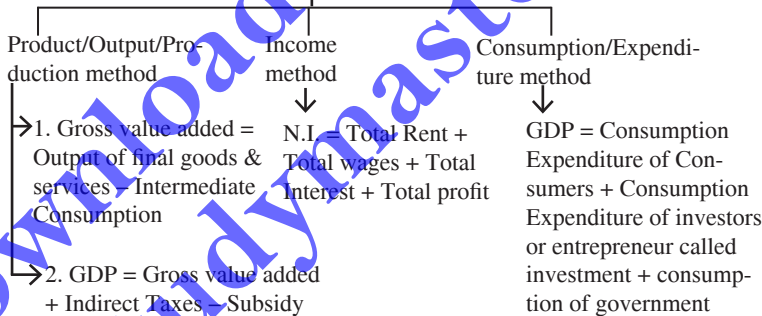 Product/Output/Pro-
duction method
1. Gross value added =
Output of final goods &
services – Intermediate
Consumption
2. GDP = Gross value added
+ Indirect Taxes – Subsidy
Income
method
N.I. = Total Rent +
Total wages + Total
Interest + Total profit
Consumption/Expendi-
ture method
GDP = Consumption
Expenditure of Con-
sumers + Consumption
Expenditure of investors
or entrepreneur called
investment + consump-
tion of government